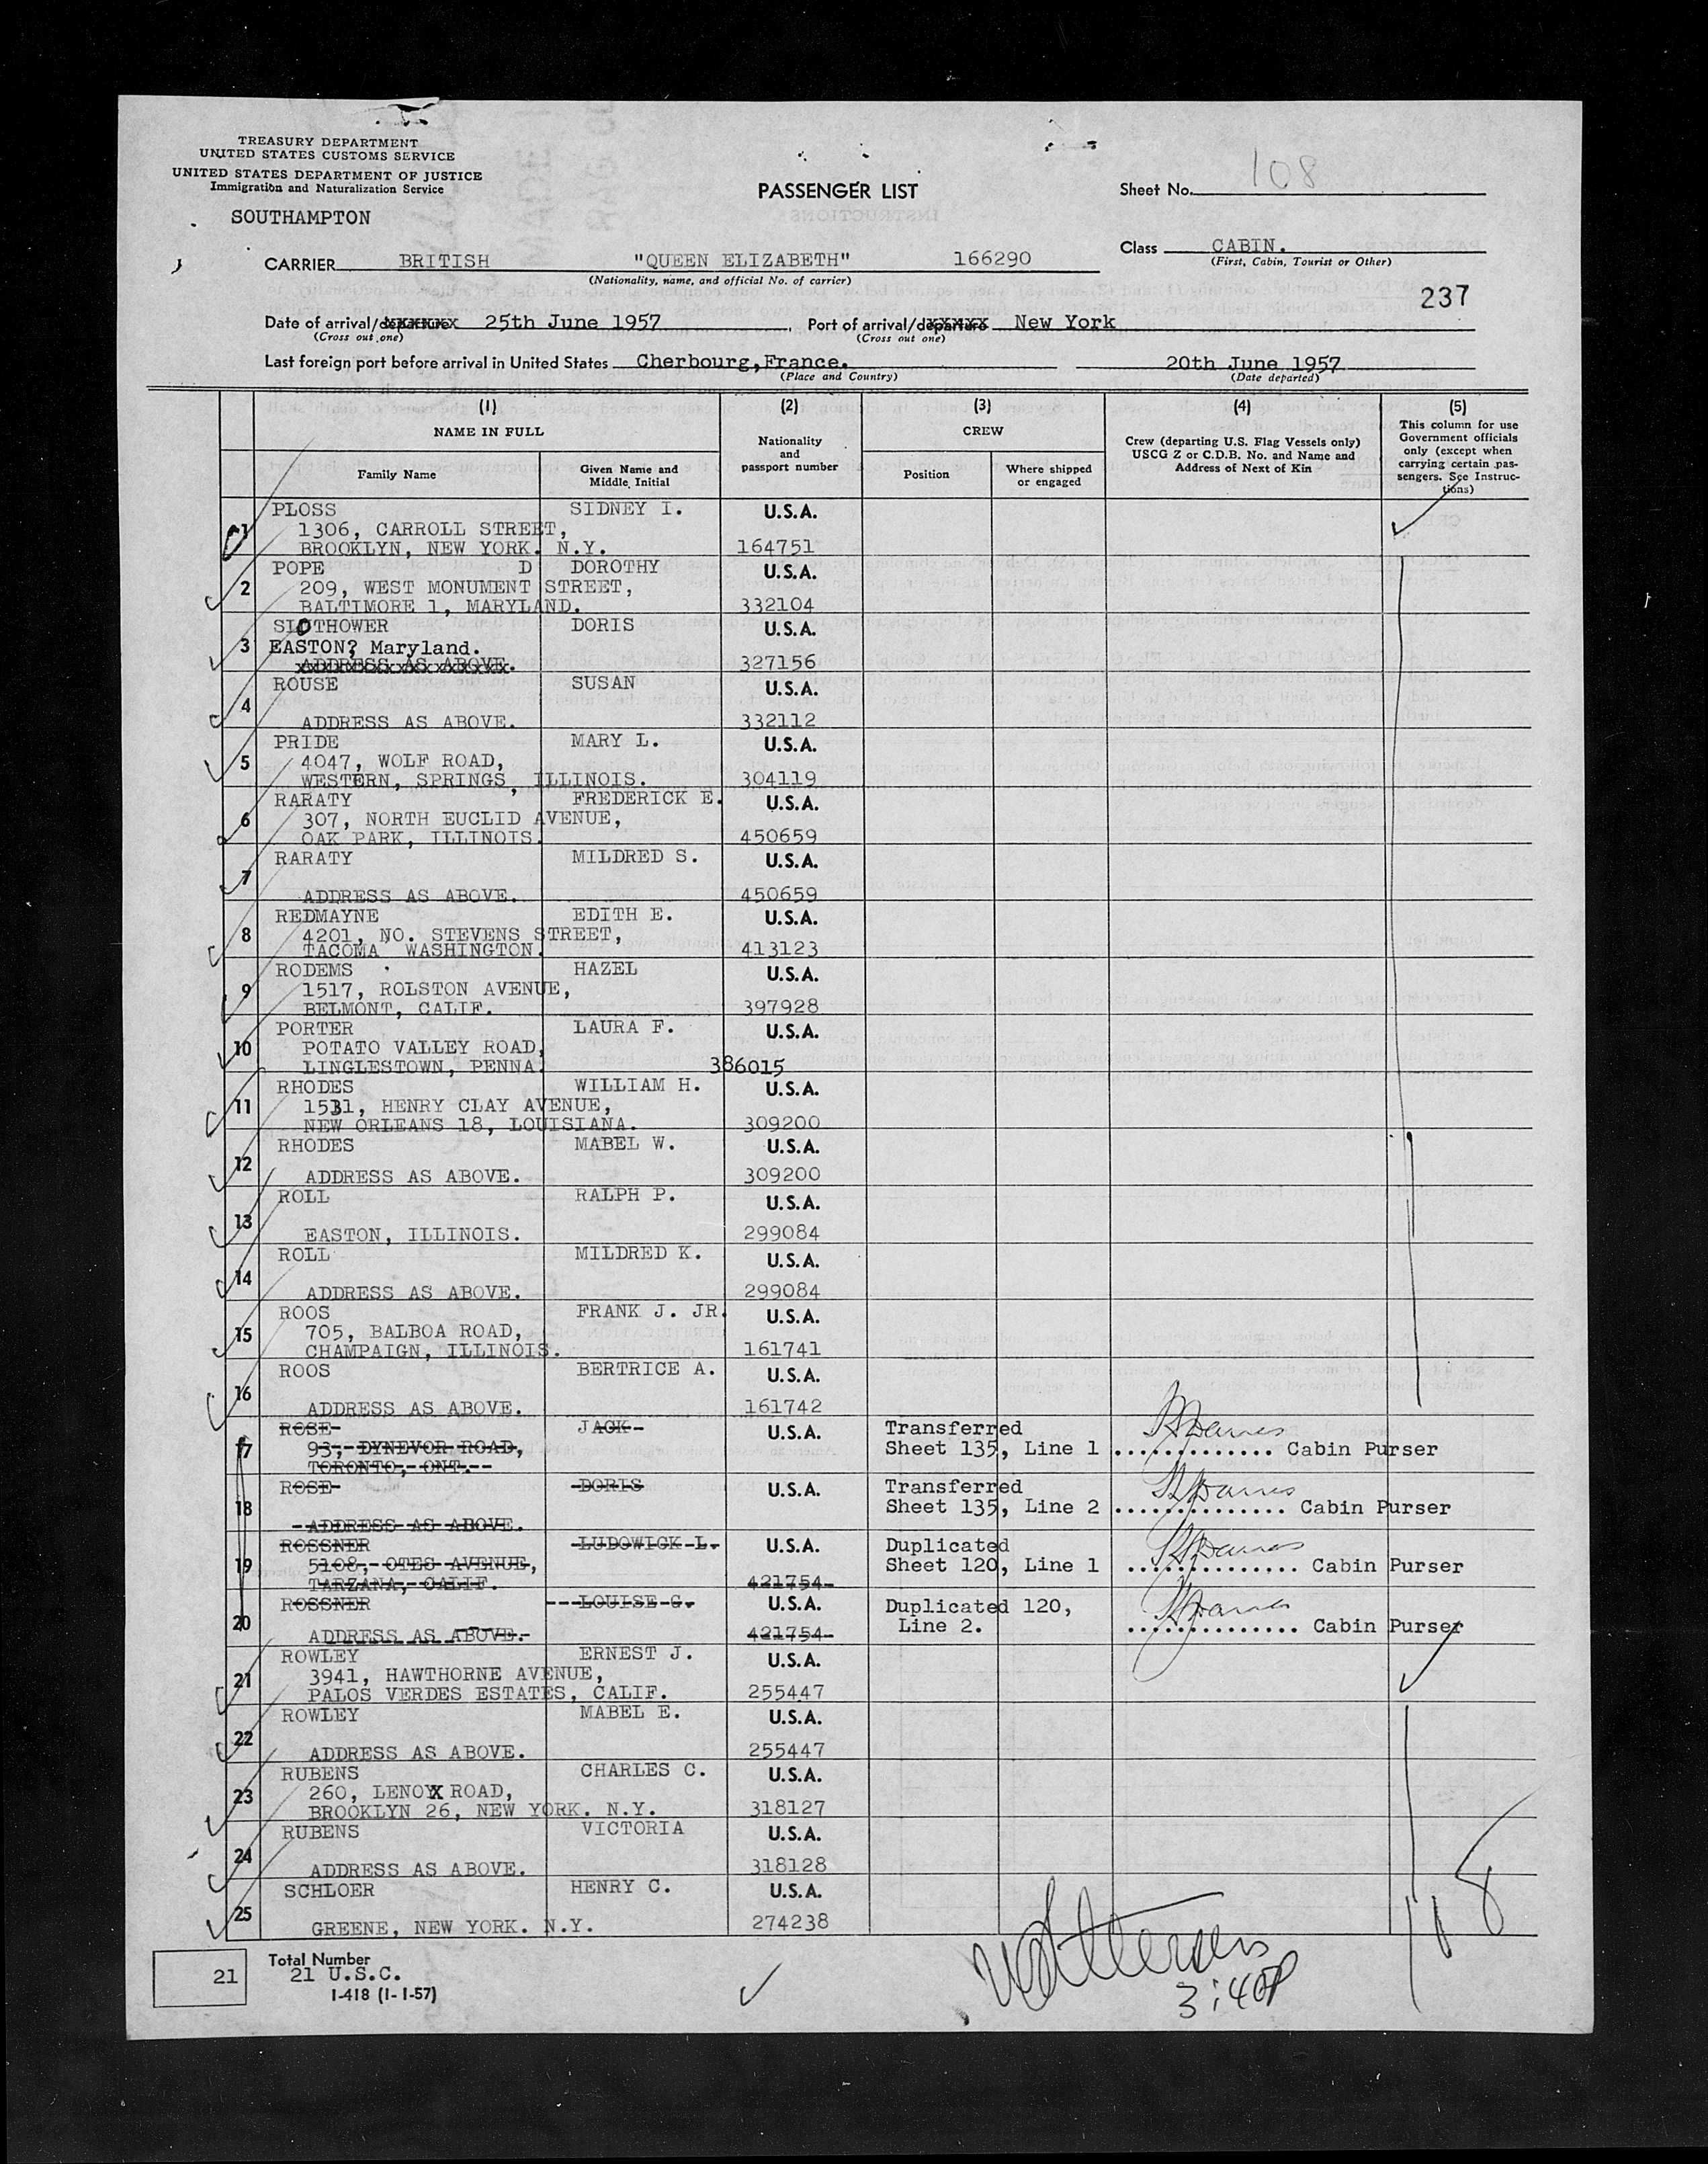 TREASURY DEPARTMENT
UNITED STATES CUSTOMS SERVICE
UNITED STATES DEPARTMENT OF JUSTICE
Immigration and Naturalization Service
SOUTHAMPTON
PASSENGER LIST
Sheet No. 108
Class CABIN.
(First, Cabin, Tourist or Other)
CARRIER BRITISH "QUEEN ELIZABETH" 166290
(Nationality, name, and official No. of carrier)
237
Date of arrival/departure 25th June 1957. Port of arrival/departure New York
(Cross out one) (Cross out one)
Last foreign port before arrival in United States Cherbourg,France. 20th June 1957
(Place and Country) (Date departed)
(1) (2) (3) (4) (5)
NAME IN FULL
Family Name
Given Name and Middle Initial
Nationality and passport number
CREW
Position
Where shipped or engaged
Crew (departing U.S. Flag Vessels only) USCG Z or C.D.B. No. and Name and Address of Next of Kin
This column for use Government officials only (except when carrying certain passengers. See Instructions)
1 PLOSS SIDNEY I. U.S.A.
1306, CARROLL STREET,
BROOKLYN, NEW YORK. N.Y. 164751
2 POPE D DOROTHY U.S.A.
209, WEST MONUMENT STREET,
BALTIMORE 1, MARYLAND. 332104
3 SLOTHOWER DORIS U.S.A.
EASTON? Maryland.
ADDRESS AS ABOVE. 327156
4 ROUSE SUSAN U.S.A.
ADDRESS AS ABOVE. 332112
5 PRIDE MARY L. U.S.A.
4047, WOLF ROAD,
WESTERN, SPRINGS, ILLINOIS. 304119
6 RARATY FREDERICK E. U.S.A.
307, NORTH EUCLID AVENUE,
OAK PARK, ILLINOIS. 450659
7 RARATY MILDRED S. U.S.A.
ADDRESS AS ABOVE. 450659
8 REDMAYNE EDITH E. U.S.A.
4201, NO. STEVENS STREET,
TACOMA WASHINGTON. 413123
9 RODEMS HAZEL U.S.A.
1517, ROLSTON AVENUE,
BELMONT, CALIF. 397928
10 PORTER LAURA F. U.S.A.
POTATO VALLEY ROAD,
LINGLESTOWN, PENNA. 386015
11 RHODES WILLIAM H. U.S.A.
1531, HENRY CLAY AVENUE,
NEW ORLEANS 18, LOUISIANA. 309200
12 RHODES MABEL W. U.S.A.
ADDRESS AS ABOVE. 309200
13 ROLL RALPH P. U.S.A.
EASTON, ILLINOIS. 299084
14 ROLL MILDRED K. U.S.A.
ADDRESS AS ABOVE. 299084
15 ROOS FRANK J. JR. U.S.A.
705, BALBOA ROAD,
CHAMPAIGN, ILLINOIS. 161741
16 ROOS BERTRICE A. U.S.A.
ADDRESS AS ABOVE. 161742
17 ROSE JACK U.S.A. Transferred
93, DYNEVOR ROAD, Sheet 135, Line 1 ............. Cabin Purser
TORONTO, ONT.
18 ROSE DORIS U.S.A. Transferred
Sheet 135, Line 2 .............. Cabin Purser
ADDRESS AS ABOVE.
19 ROSSNER LUDOWICK L. U.S.A. Duplicated
5108, OTES AVENUE, Sheet 120, Line 1 .............. Cabin Purser
TARZANA, CALIF. 421754
20 ROSSNER LOUISE G. U.S.A. Duplicated 120,
ADDRESS AS ABOVE. 421754 Line 2. .............. Cabin Purser
21 ROWLEY ERNEST J. U.S.A.
3941, HAWTHORNE AVENUE,
PALOS VERDES ESTATES, CALIF. 255447
22 ROWLEY MABEL E. U.S.A.
ADDRESS AS ABOVE. 255447
23 RUBENS CHARLES C. U.S.A.
260, LENOX ROAD,
BROOKLYN 26, NEW YORK. N.Y. 318127
24 RUBENS VICTORIA U.S.A.
ADDRESS AS ABOVE. 318128
25 SCHLOER HENRY C. U.S.A.
GREENE, NEW YORK. N.Y. 274238
118
21 Total Number
21 U.S.C.
I-418 (1-1-57)
3:40P